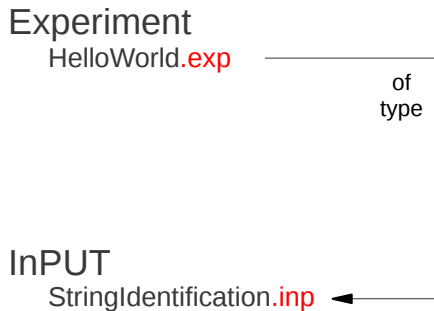 Experiment
HelloWorld.exp
of
type
InPUT
StringIdentification.inp